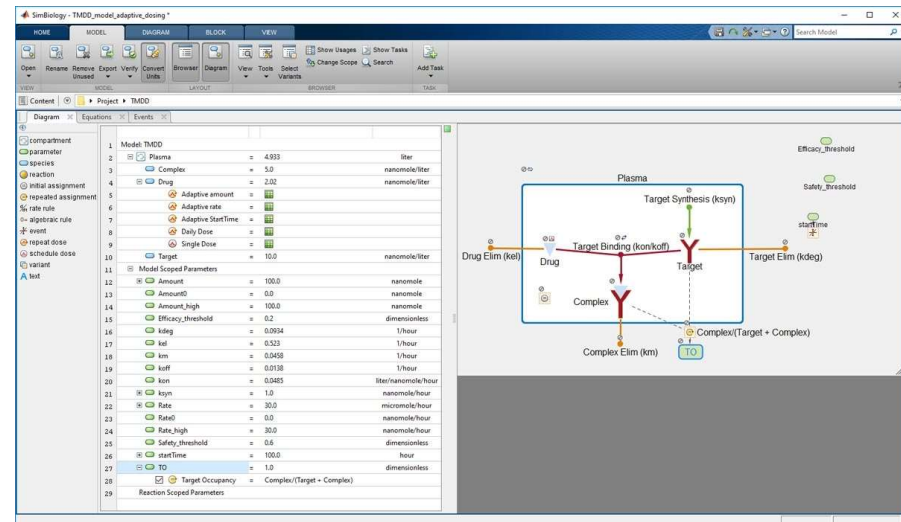 SimBiology - TMDD_model_adaptive_dosing *
HOME MODEL DIAGRAM BLOCK VIEW
Search Model
Open Rename Remove Unused Export Verify Convert Units Browser Diagram View Tools Select Variants Show Usages Show Tasks Change Scope Search Add Task
VIEW MODEL LAYOUT BROWSER TASK
Content Project TMDD
Diagram Equations Events
compartment
parameter
species
reaction
initial assignment
repeated assignment
rate rule
algebraic rule
event
repeat dose
schedule dose
variant
A text
1 Model: TMDD
2 Plasma = 4.933 liter
3 Complex = 5.0 nanomole/liter
4 Drug = 2.02 nanomole/liter
5 Adaptive amount =
6 Adaptive rate =
7 Adaptive StartTime =
8 Daily Dose =
9 Single Dose =
10 Target = 10.0 nanomole/liter
11 Model Scoped Parameters
12 Amount = 100.0 nanomole
13 Amount0 = 0.0 nanomole
14 Amount_high = 100.0 nanomole
15 Efficacy_threshold = 0.2 dimensionless
16 kdeg = 0.0934 1/hour
17 kel = 0.523 1/hour
18 km = 0.0458 1/hour
19 koff = 0.0138 1/hour
20 kon = 0.0485 liter/nanomole/hour
21 ksyn = 1.0 nanomole/hour
22 Rate = 30.0 micromole/hour
23 Rate0 = 0.0 nanomole/hour
24 Rate_high = 30.0 nanomole/hour
25 Safety_threshold = 0.6 dimensionless
26 startTime = 100.0 hour
27 TO = 1.0 dimensionless
28 Target Occupancy = Complex/(Target + Complex)
29 Reaction Scoped Parameters
Efficacy_threshold
Plasma
Safety_threshold
Target Synthesis (ksyn)
startTime
Target Binding (kon/koff)
Drug Elim (kel)
Drug
Target
Target Elim (kdeg)
Complex
Complex/(Target + Complex)
Complex Elim (km)
TO